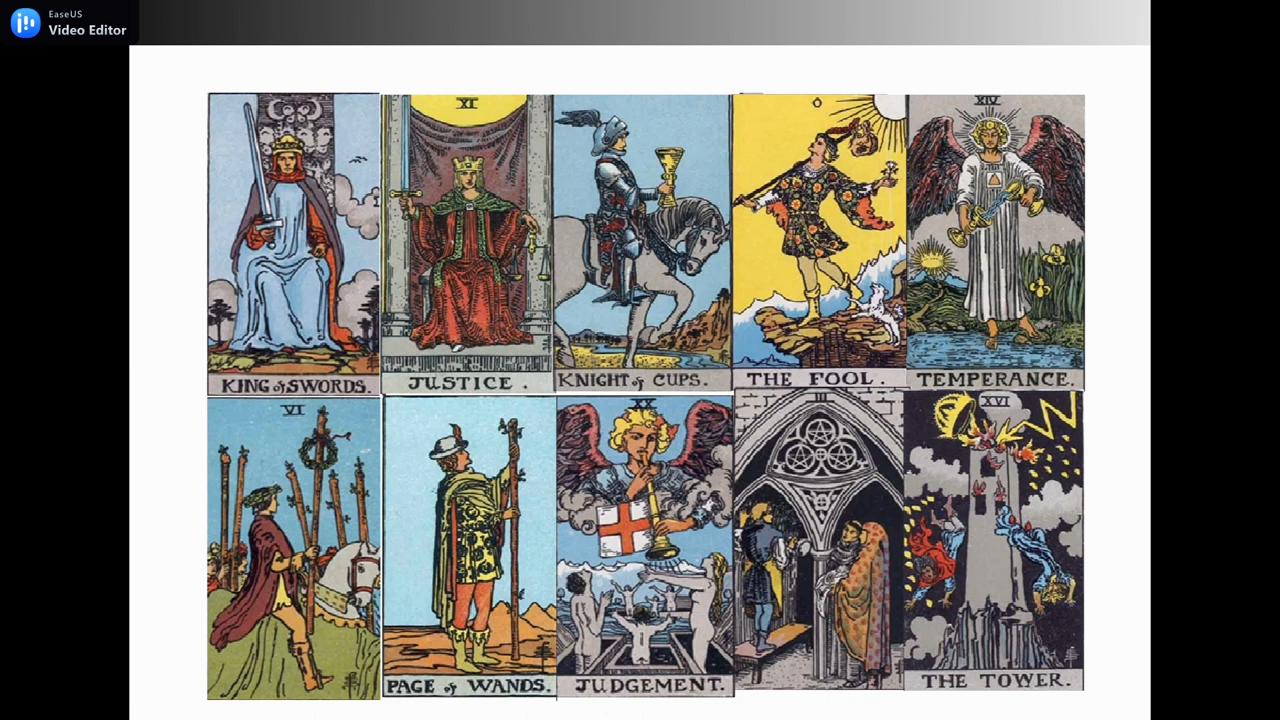 EaseUS
Video Editor
XI
0
XIV
KING of SWORDS.
JUSTICE.
KNIGHT of CUPS.
THE FOOL.
TEMPERANCE.
VI
XX
III
XVI
PAGE of WANDS.
JUDGEMENT.
THE TOWER.